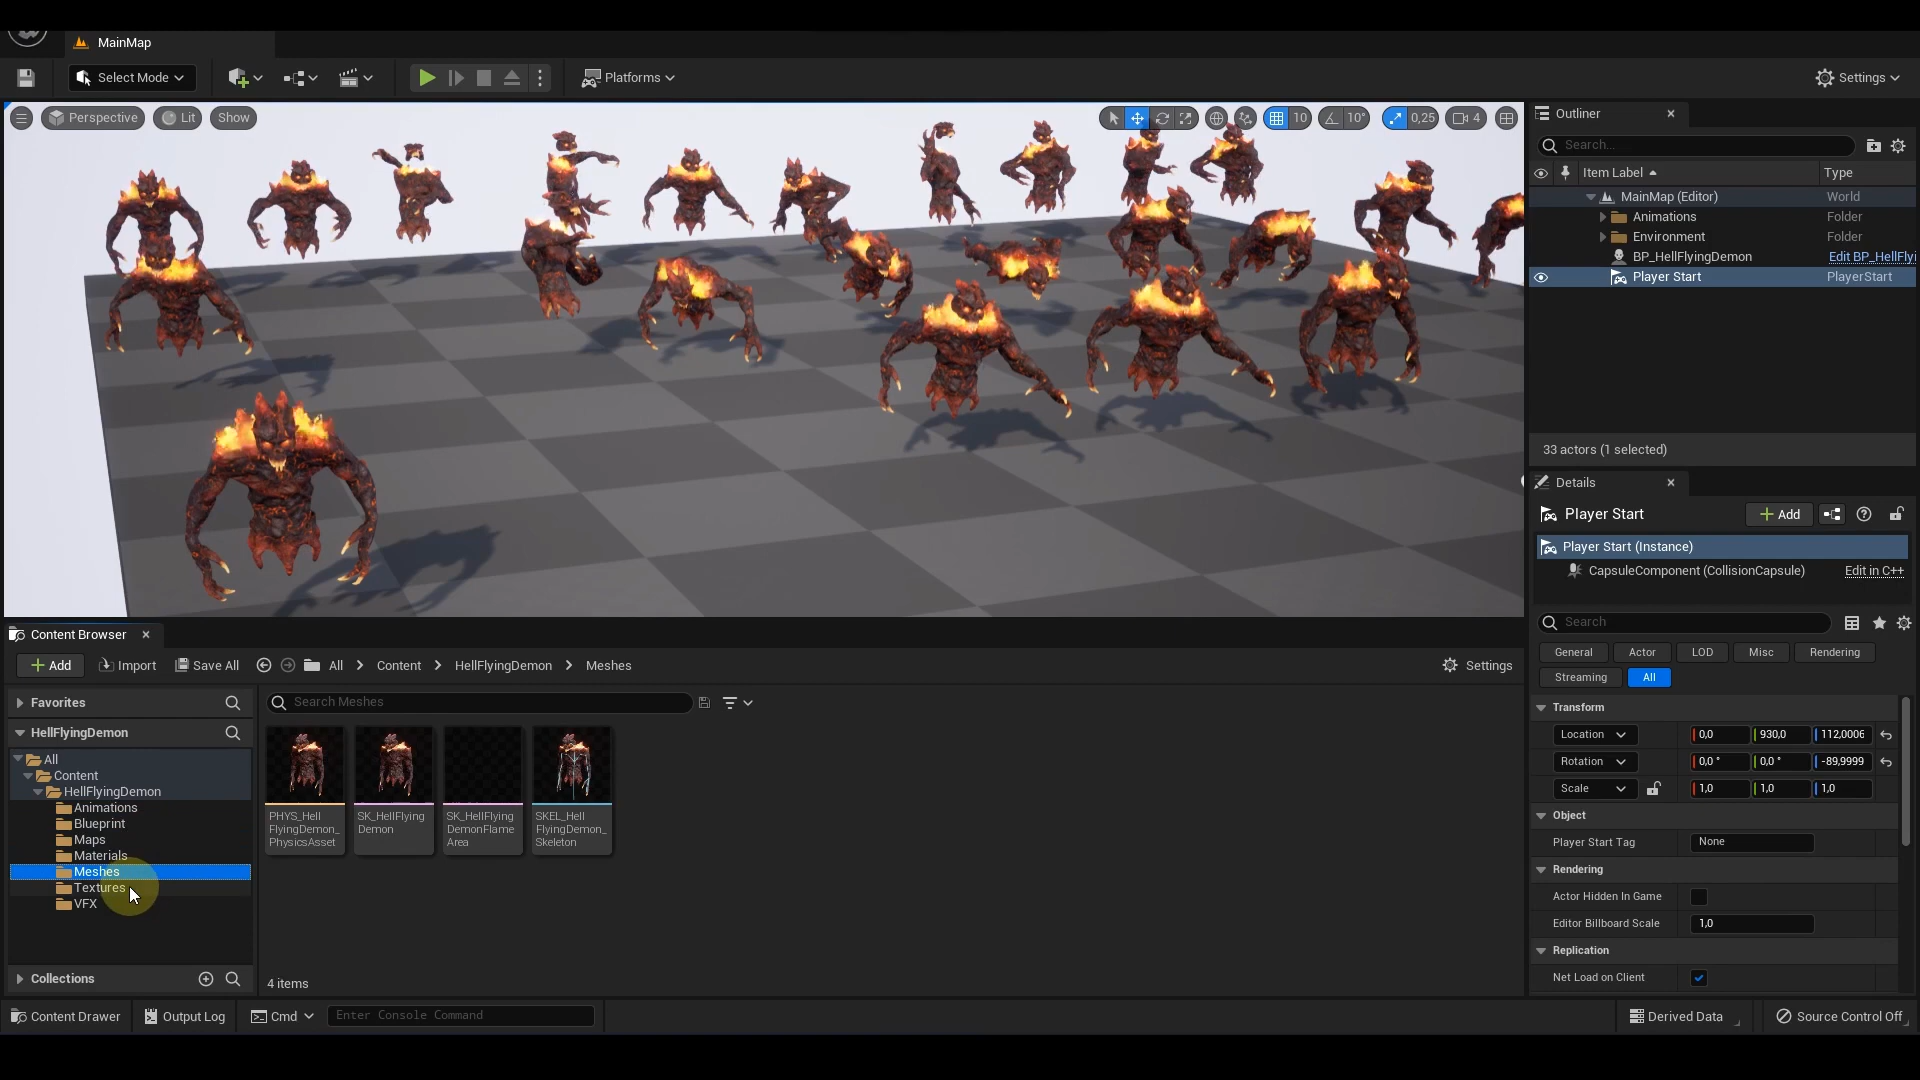 MainMap
Select Mode
Platforms
Settings
Perspective
Lit
Show
10
10°
0,25
4
Outliner
Search...
Item Label
Type
MainMap (Editor)
World
Animations
Folder
Environment
Folder
BP_HellFlyingDemon
Edit BP_HellFlyi
Player Start
PlayerStart
33 actors (1 selected)
Details
Player Start
Add
Player Start (Instance)
CapsuleComponent (CollisionCapsule)
Edit in C++
Search
General
Actor
LOD
Misc
Rendering
Streaming
All
Transform
Location
0,0
930,0
112,0006
Rotation
0,0 °
0,0 °
-89,9999
Scale
1,0
1,0
1,0
Object
Player Start Tag
None
Rendering
Actor Hidden In Game
Editor Billboard Scale
1,0
Replication
Net Load on Client
Content Browser
Add
Import
Save All
All
Content
HellFlyingDemon
Meshes
Settings
Favorites
HellFlyingDemon
All
Content
HellFlyingDemon
Animations
Blueprint
Maps
Materials
Meshes
Textures
VFX
Collections
Search Meshes
PHYS_Hell
FlyingDemon_
PhysicsAsset
SK_HellFlying
Demon
SK_HellFlying
DemonFlame
Area
SKEL_Hell
FlyingDemon_
Skeleton
4 items
Content Drawer
Output Log
Cmd
Enter Console Command
Derived Data
Source Control Off